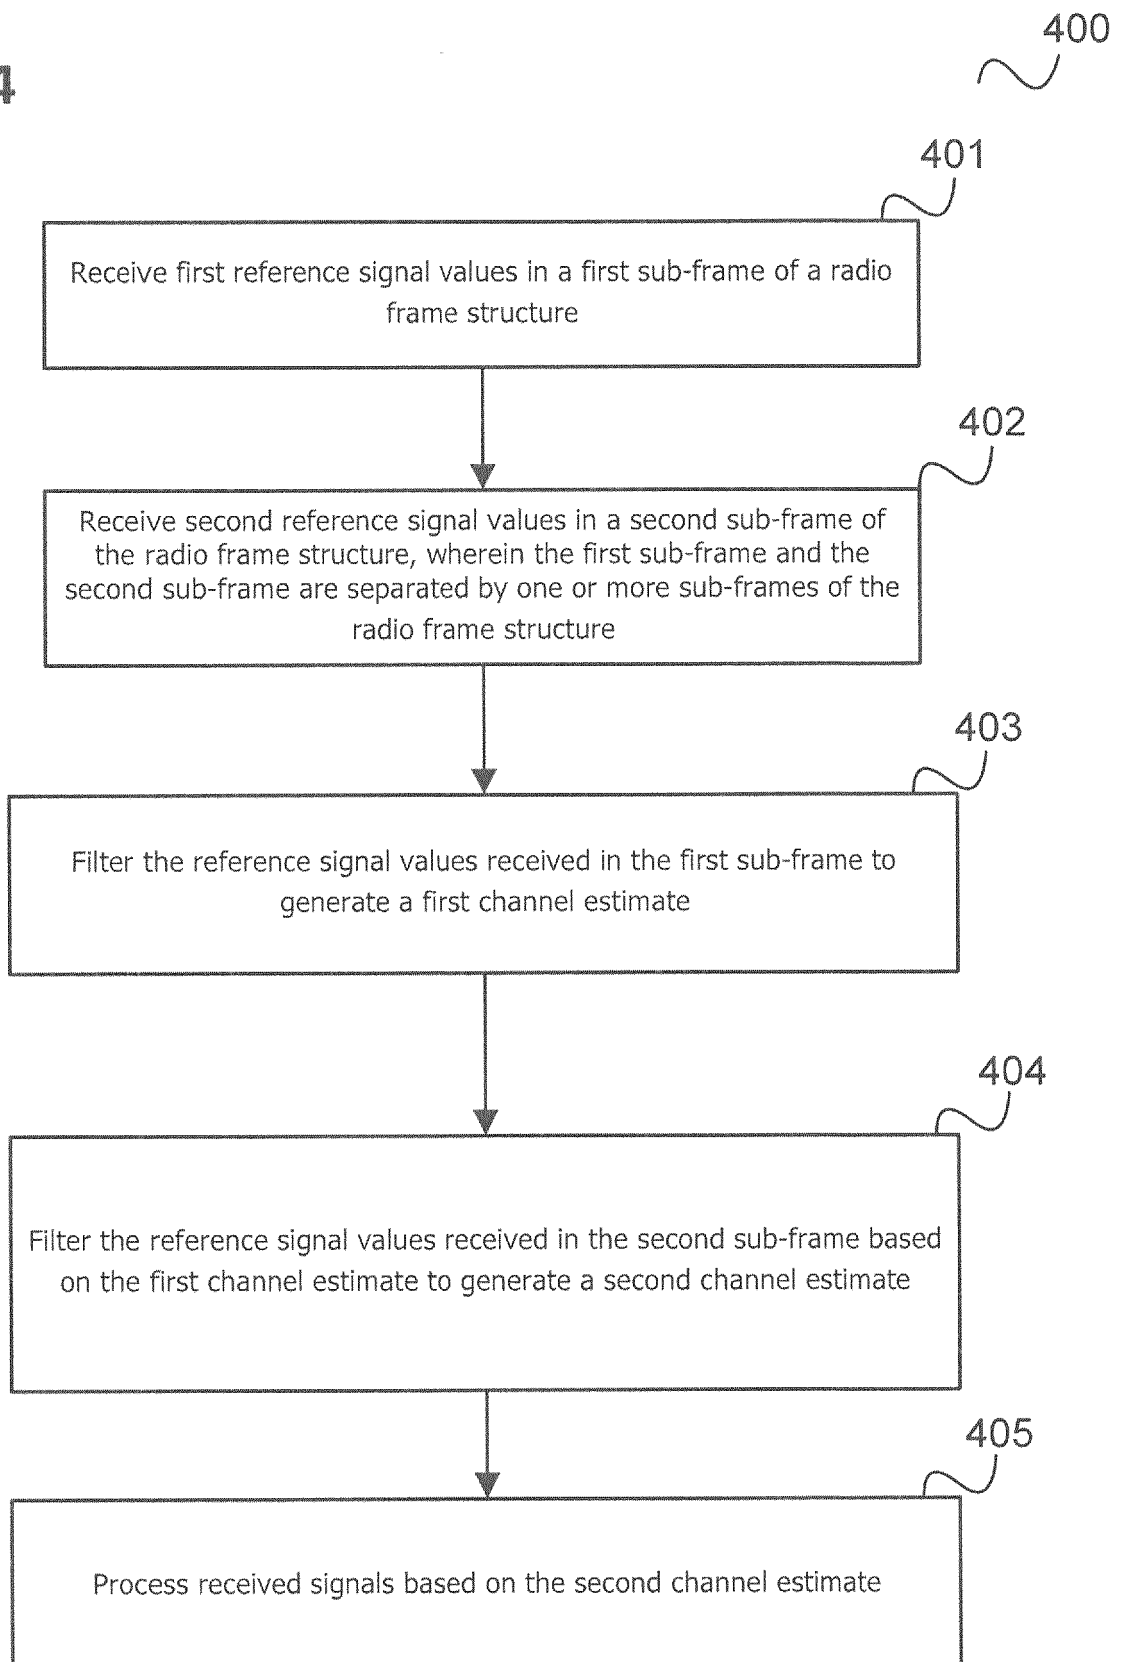 400
4
401
Receive first reference signal values in a first sub-frame of a radio
frame structure
402
Receive second reference signal values in a second sub-frame of
the radio frame structure, wherein the first sub-frame and the
second sub-frame are separated by one or more sub-frames of the
radio frame structure
403
Filter the reference signal values received in the first sub-frame to
generate a first channel estimate
404
Filter the reference signal values received in the second sub-frame based
on the first channel estimate to generate a second channel estimate
405
Process received signals based on the second channel estimate